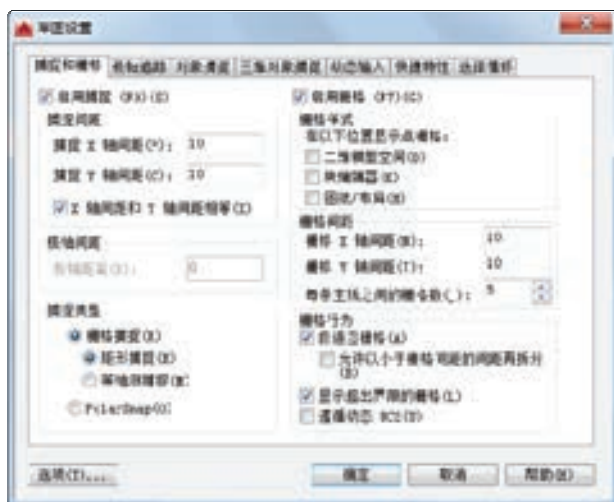 草图设置
捕捉和栅格 极轴追踪 对象捕捉 三维对象捕捉 动态输入 快捷特性 选择循环
启用捕捉 (F9)(S)
捕捉间距
捕捉 X 轴间距(P): 10
捕捉 Y 轴间距(C): 10
X 轴间距和 Y 轴间距相等(X)
极轴间距
极轴距离(D): 0
捕捉类型
栅格捕捉(R)
矩形捕捉(E)
等轴测捕捉(M)
PolarSnap(O)
启用栅格 (F7)(G)
栅格样式
在以下位置显示点栅格:
二维模型空间(D)
块编辑器(K)
图纸/布局(H)
栅格间距
栅格 X 轴间距(N): 10
栅格 Y 轴间距(I): 10
每条主线之间的栅格数(J): 5
栅格行为
自适应栅格(A)
允许以小于栅格间距的间距再拆分
(B)
显示超出界限的栅格(L)
遵循动态 UCS(U)
选项(T)... 确定 取消 帮助(H)